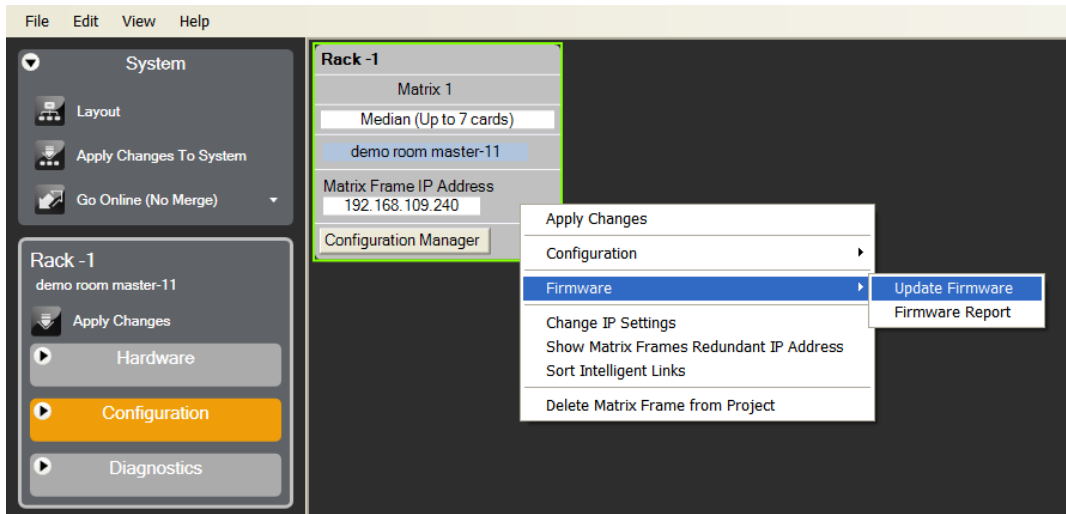 File Edit View Help
System
Layout
Apply Changes To System
Go Online (No Merge)
Rack -1
demo room master-11
Apply Changes
Hardware
Configuration
Diagnostics
Rack -1
Matrix 1
Median (Up to 7 cards)
demo room master-11
Matrix Frame IP Address
192.168.109.240
Configuration Manager
Apply Changes
Configuration
Firmware
Change IP Settings
Show Matrix Frames Redundant IP Address
Sort Intelligent Links
Delete Matrix Frame from Project
Update Firmware
Firmware Report